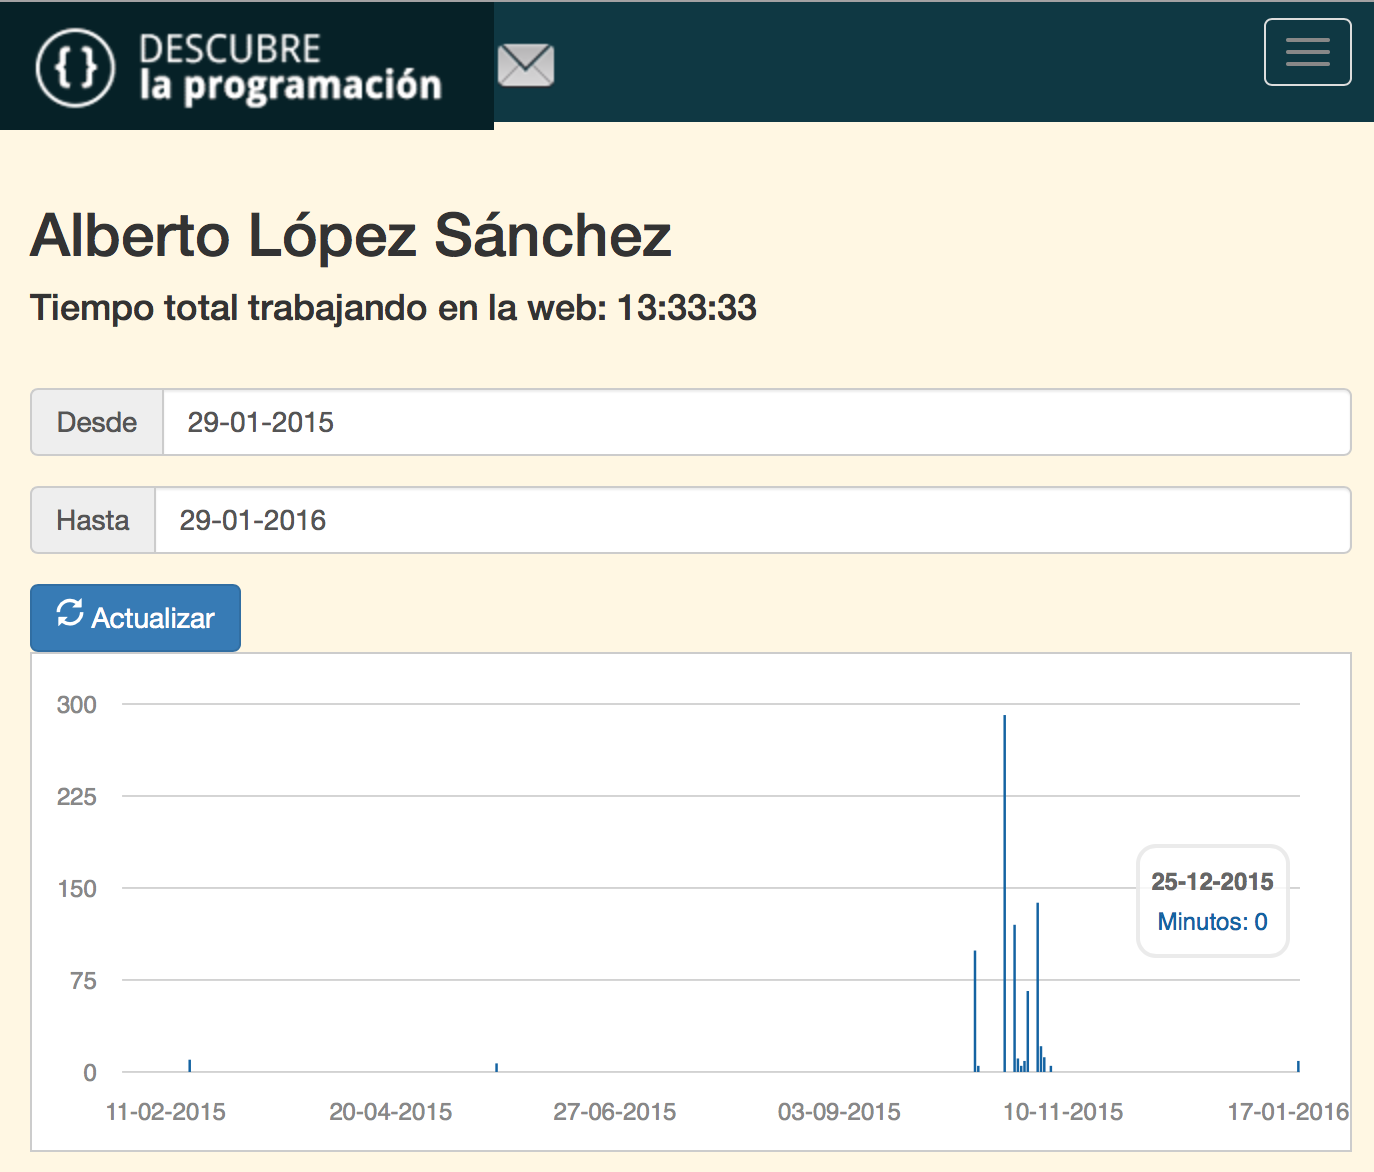 { } DESCUBRE
la programación
Alberto López Sánchez
Tiempo total trabajando en la web: 13:33:33
Desde 29-01-2015
Hasta 29-01-2016
Actualizar
300
225
150
75
0
25-12-2015
Minutos: 0
11-02-2015 20-04-2015 27-06-2015 03-09-2015 10-11-2015 17-01-2016